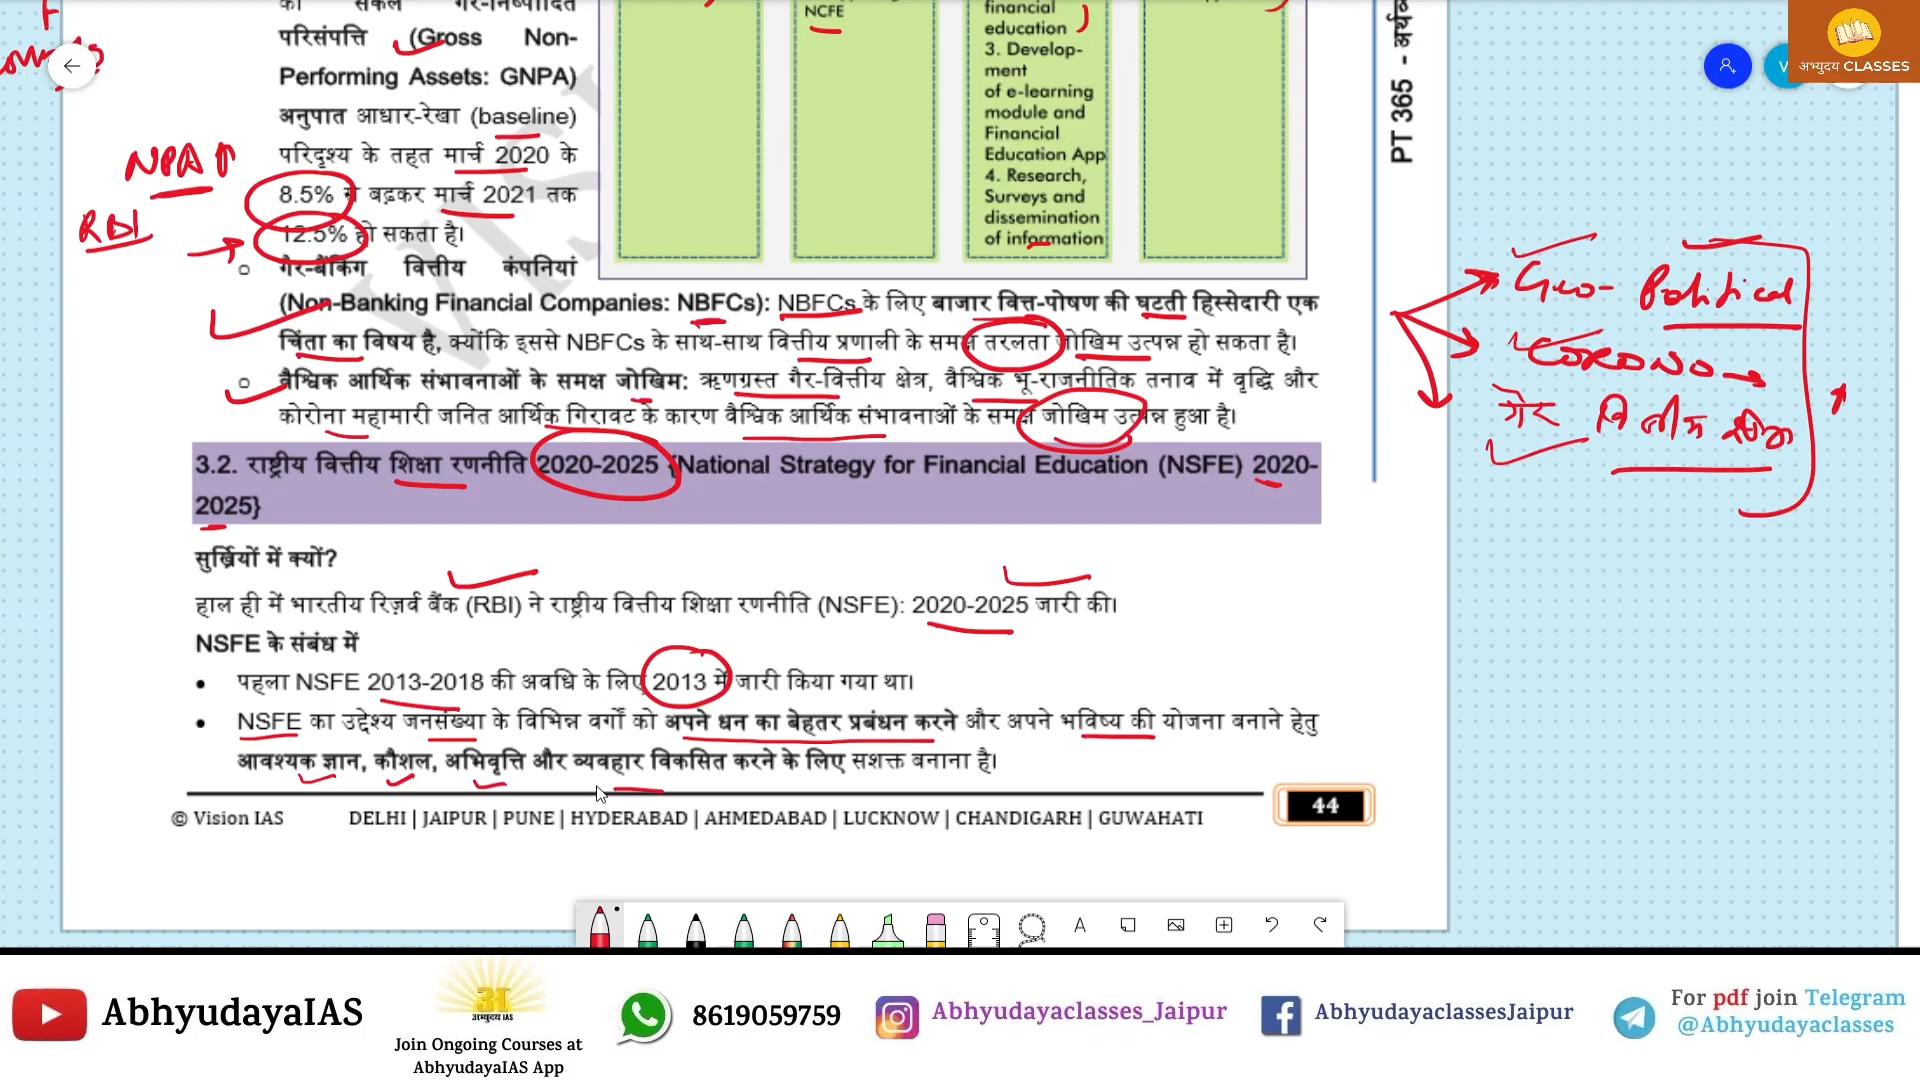 का सकल गैर-निष्पादित
परिसंपत्ति (Gross Non-
Performing Assets: GNPA)
अनुपात आधार-रेखा (baseline)
परिदृश्य के तहत मार्च 2020 के
8.5% से बढ़कर मार्च 2021 तक
12.5% हो सकता है।
NPA
RBI
NCFE
financial
education
3. Develop-
ment
of e-learning
module and
Financial
Education App
4. Research,
Surveys and
dissemination
of information
PT 365 -
अभ्युदय CLASSES
○ गैर-बैंकिंग वित्तीय कंपनियां
(Non-Banking Financial Companies: NBFCs): NBFCs के लिए बाजार वित्त-पोषण की घटती हिस्सेदारी एक
चिंता का विषय है, क्योंकि इससे NBFCs के साथ-साथ वित्तीय प्रणाली के समक्ष तरलता जोखिम उत्पन्न हो सकता है।
○ वैश्विक आर्थिक संभावनाओं के समक्ष जोखिम: ऋणग्रस्त गैर-वित्तीय क्षेत्र, वैश्विक भू-राजनीतिक तनाव में वृद्धि और
कोरोना महामारी जनित आर्थिक गिरावट के कारण वैश्विक आर्थिक संभावनाओं के समक्ष जोखिम उत्पन्न हुआ है।
Geo- Political
गैर
3.2. राष्ट्रीय वित्तीय शिक्षा रणनीति 2020-2025 {National Strategy for Financial Education (NSFE) 2020-
2025}
सुर्ख़ियों में क्यों?
हाल ही में भारतीय रिज़र्व बैंक (RBI) ने राष्ट्रीय वित्तीय शिक्षा रणनीति (NSFE): 2020-2025 जारी की।
NSFE के संबंध में
• पहला NSFE 2013-2018 की अवधि के लिए 2013 में जारी किया गया था।
• NSFE का उद्देश्य जनसंख्या के विभिन्न वर्गों को अपने धन का बेहतर प्रबंधन करने और अपने भविष्य की योजना बनाने हेतु
आवश्यक ज्ञान, कौशल, अभिवृत्ति और व्यवहार विकसित करने के लिए सशक्त बनाना है।
© Vision IAS DELHI | JAIPUR | PUNE | HYDERABAD | AHMEDABAD | LUCKNOW | CHANDIGARH | GUWAHATI 44
AbhyudayaIAS
अभ्युदय IAS
Join Ongoing Courses at
AbhyudayaIAS App
8619059759
Abhyudayaclasses_Jaipur
AbhyudayaclassesJaipur
For pdf join Telegram
@Abhyudayaclasses